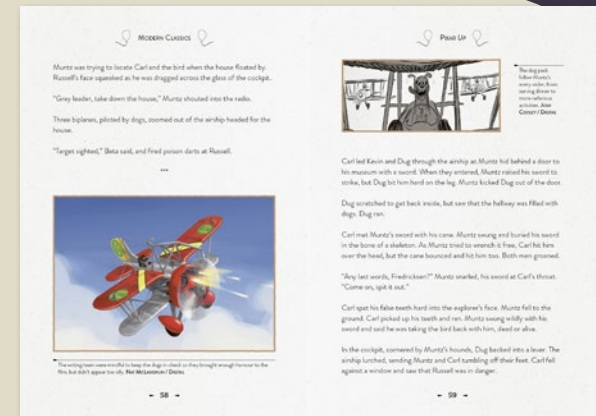 MODERN CLASSICS
Muntz was trying to locate Carl and the bird when the house floated by.
Russell's face squeaked as he was dragged across the glass of the cockpit.
"Grey leader, take down the house," Muntz shouted into the radio.
Three biplanes, piloted by dogs, zoomed out of the airship headed for the
house.
"Target sighted," Beta said, and fired poison darts at Russell.
***
The writing team were mindful to keep the dogs in check so they brought enough humour to the
film, but didn't appear too silly. NAT MCLAUGHLIN / DIGITAL
58
PIXAR UP
The dog pack
follow Muntz's
every order, from
serving dinner to
more nefarious
activities. JOSH
COOLEY / DIGITAL
Carl led Kevin and Dug through the airship as Muntz hid behind a door to
his museum with a sword. When they entered, Muntz raised his sword to
strike, but Dug bit him hard on the leg. Muntz kicked Dug out of the door.
Dug scratched to get back inside, but saw that the hallway was filled with
dogs. Dug ran.
Carl met Muntz's sword with his cane. Muntz swung and buried his sword
in the bone of a skeleton. As Muntz tried to wrench it free, Carl hit him
over the head, but the cane bounced and hit him too. Both men groaned.
"Any last words, Fredricksen?" Muntz snarled, his sword at Carl's throat.
"Come on, spit it out."
Carl spat his false teeth hard into the explorer's face. Muntz fell to the
ground. Carl picked up his teeth and ran. Muntz swung wildly with his
sword and said he was taking the bird back with him, dead or alive.
In the cockpit, cornered by Muntz's hounds, Dug backed into a lever. The
airship lurched, sending Muntz and Carl tumbling off their feet. Carl fell
against a window and saw that Russell was in danger.
59